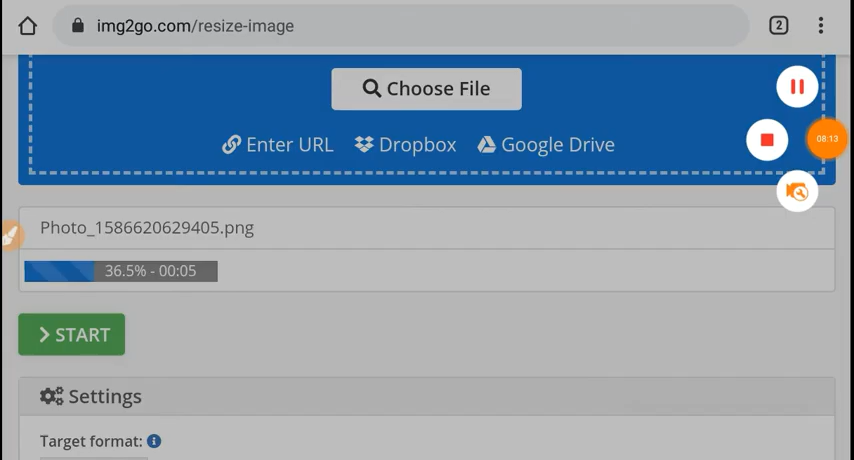 img2go.com/resize-image
2
Choose File
Enter URL Dropbox Google Drive
08:13
Photo_1586620629405.png
36.5% - 00:05
START
Settings
Target format: